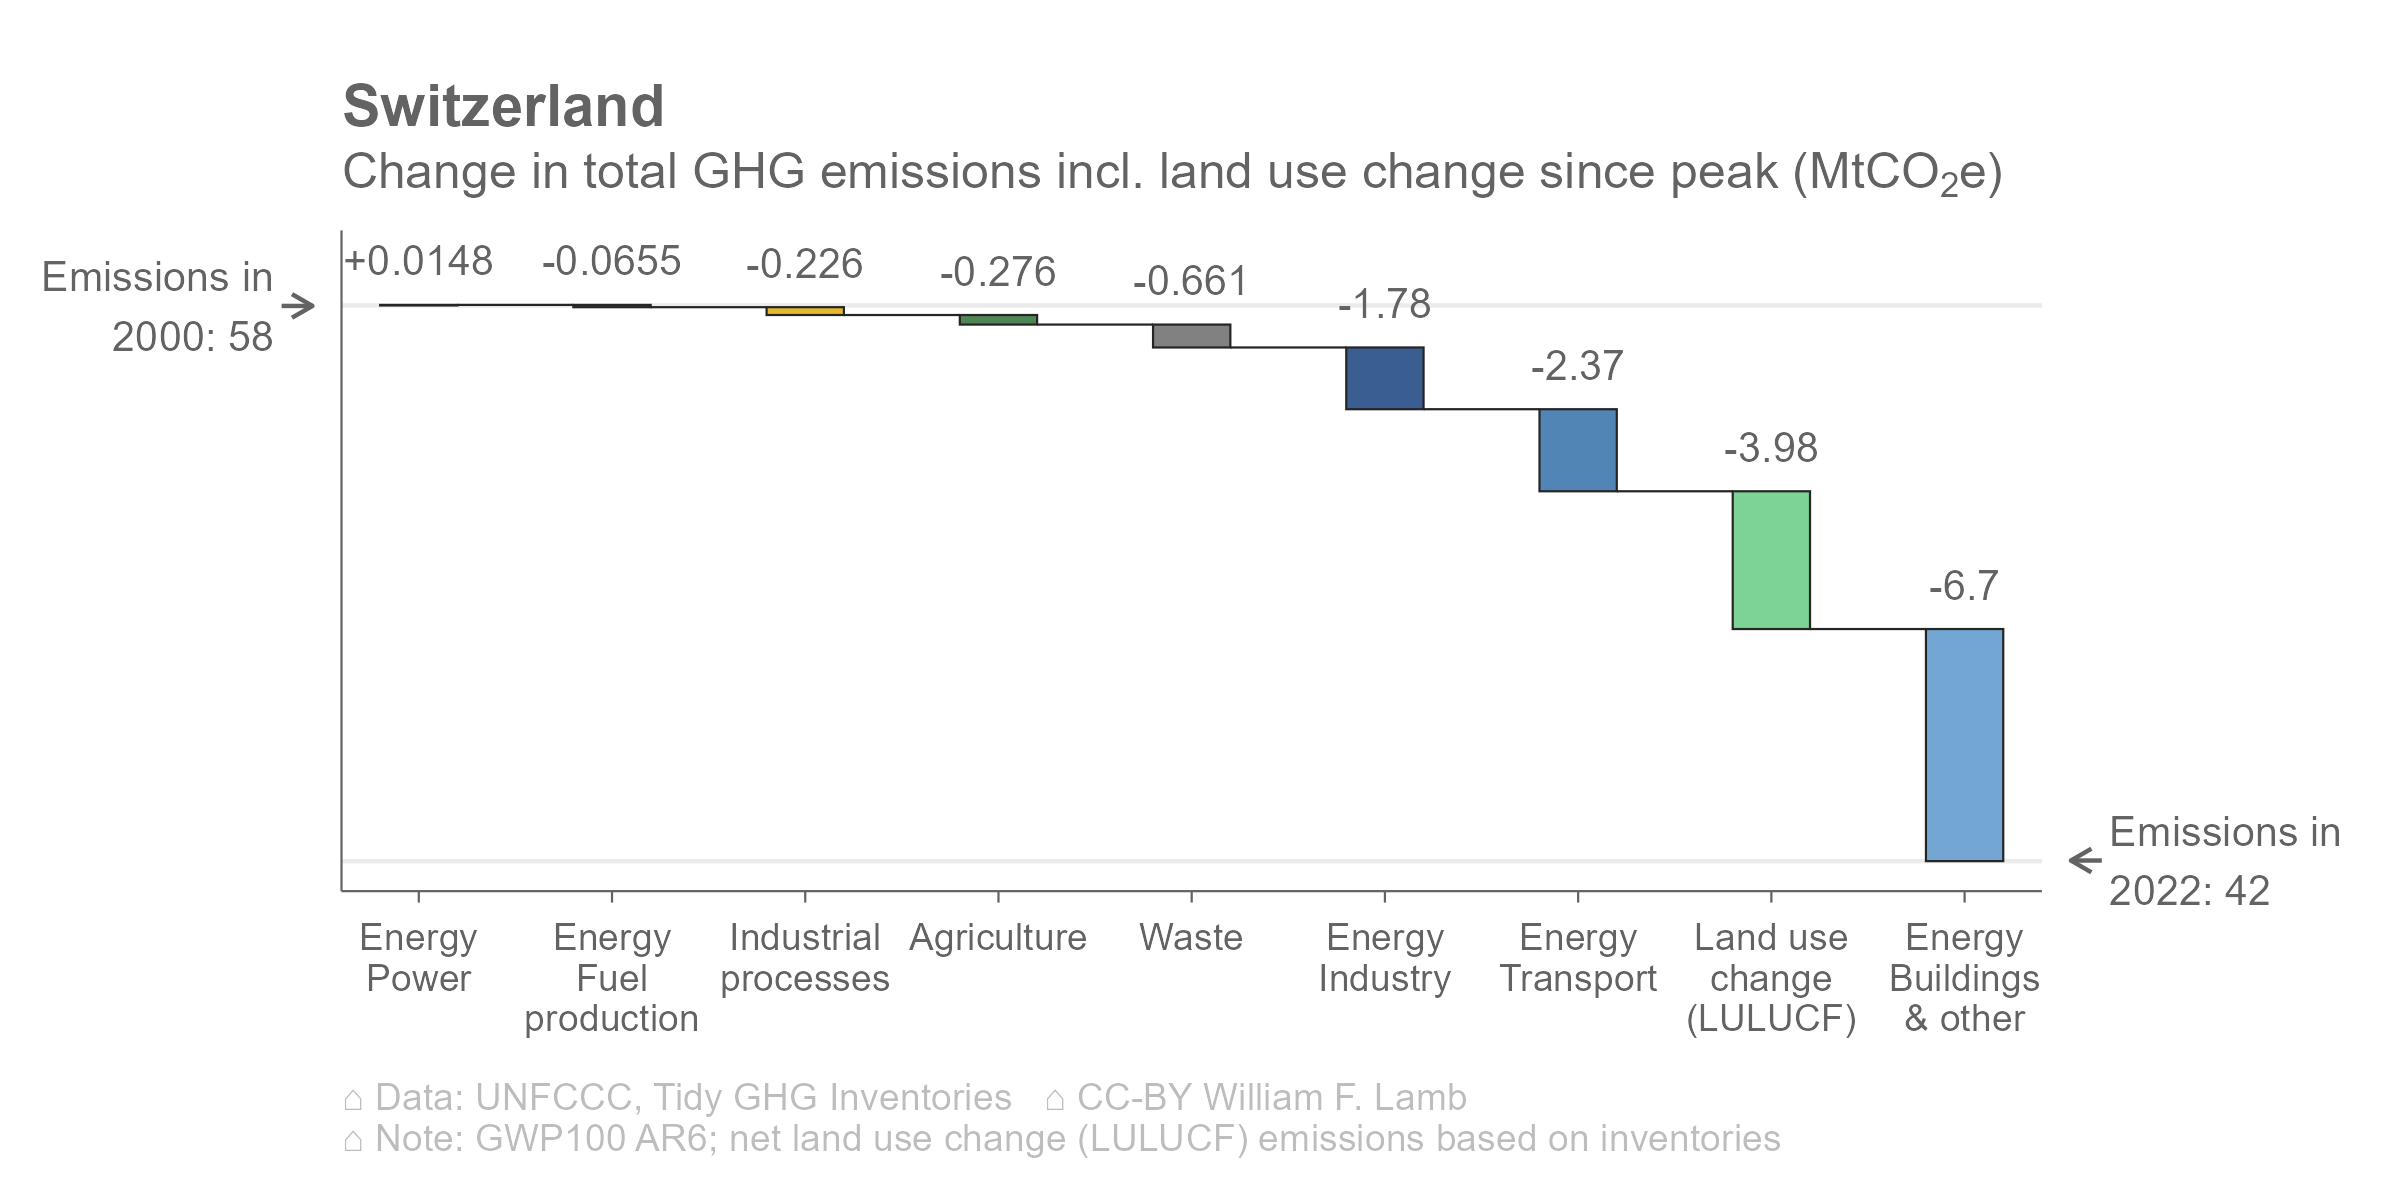 Switzerland
Change in total GHG emissions incl. land use change since peak (MtCO₂e)
Emissions in
2000: 58
+0.0148
-0.0655
-0.226
-0.276
-0.661
-1.78
-2.37
-3.98
-6.7
Emissions in
2022: 42
Energy
Power
Energy
Fuel
production
Industrial
processes
Agriculture
Waste
Energy
Industry
Energy
Transport
Land use
change
(LULUCF)
Energy
Buildings
& other
⌂ Data: UNFCCC, Tidy GHG Inventories ⌂ CC-BY William F. Lamb
⌂ Note: GWP100 AR6; net land use change (LULUCF) emissions based on inventories